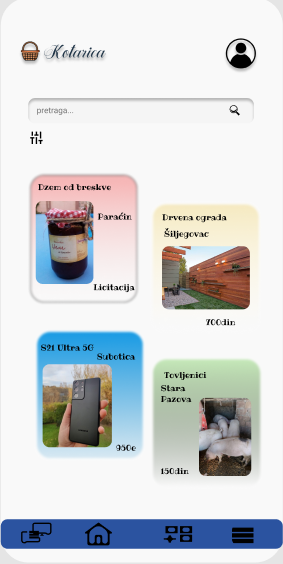 Kotarica
pretraga...
Dzem od breskve
Paraćin
Licitacija
Drvena ograda
Šiljegovac
700din
S21 Ultra 5G
Subotica
950e
Tovljenici
Stara
Pazova
150din